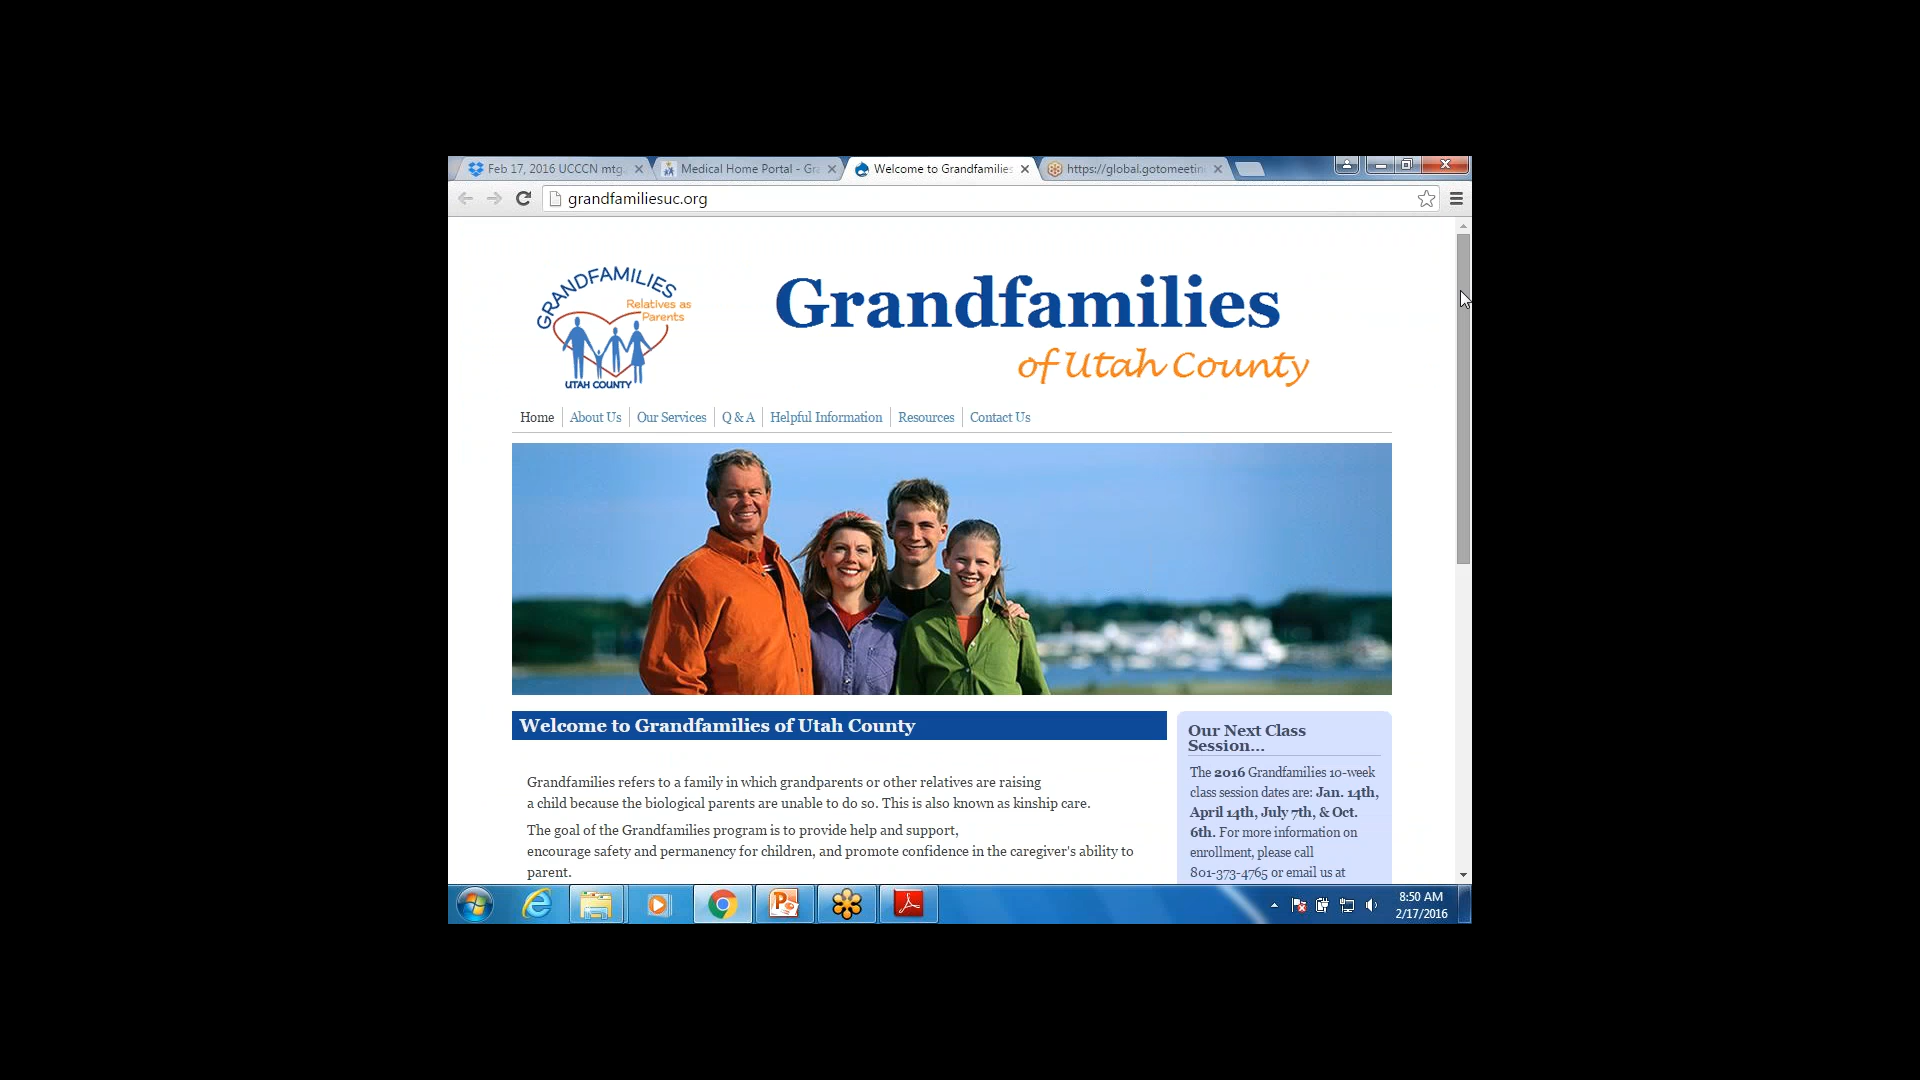 Feb 17, 2016 UCCCN mtg
Medical Home Portal - Gra
Welcome to Grandfamilies
https://global.gotomeetin
grandfamiliesuc.org
GRANDFAMILIES
Relatives as
Parents
UTAH COUNTY
Grandfamilies
of Utah County
Home
About Us
Our Services
Q & A
Helpful Information
Resources
Contact Us
Welcome to Grandfamilies of Utah County
Grandfamilies refers to a family in which grandparents or other relatives are raising
a child because the biological parents are unable to do so. This is also known as kinship care.
The goal of the Grandfamilies program is to provide help and support,
encourage safety and permanency for children, and promote confidence in the caregiver's ability to
parent.
Our Next Class
Session...
The 2016 Grandfamilies 10-week
class session dates are: Jan. 14th,
April 14th, July 7th, & Oct.
6th. For more information on
enrollment, please call
801-373-4765 or email us at
8:50 AM
2/17/2016